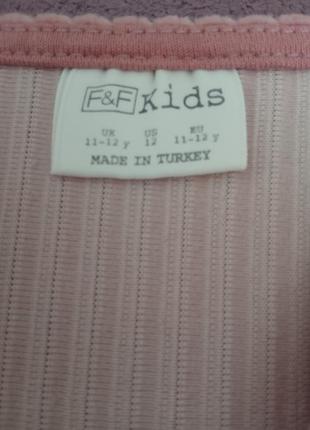 F&F Kids
UK US EU
11-12 y 12 11-12 y
MADE IN TURKEY